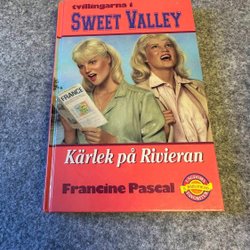 tvillingarna i
SWEET VALLEY
FRANCE
Kärlek på Rivieran
Francine Pascal